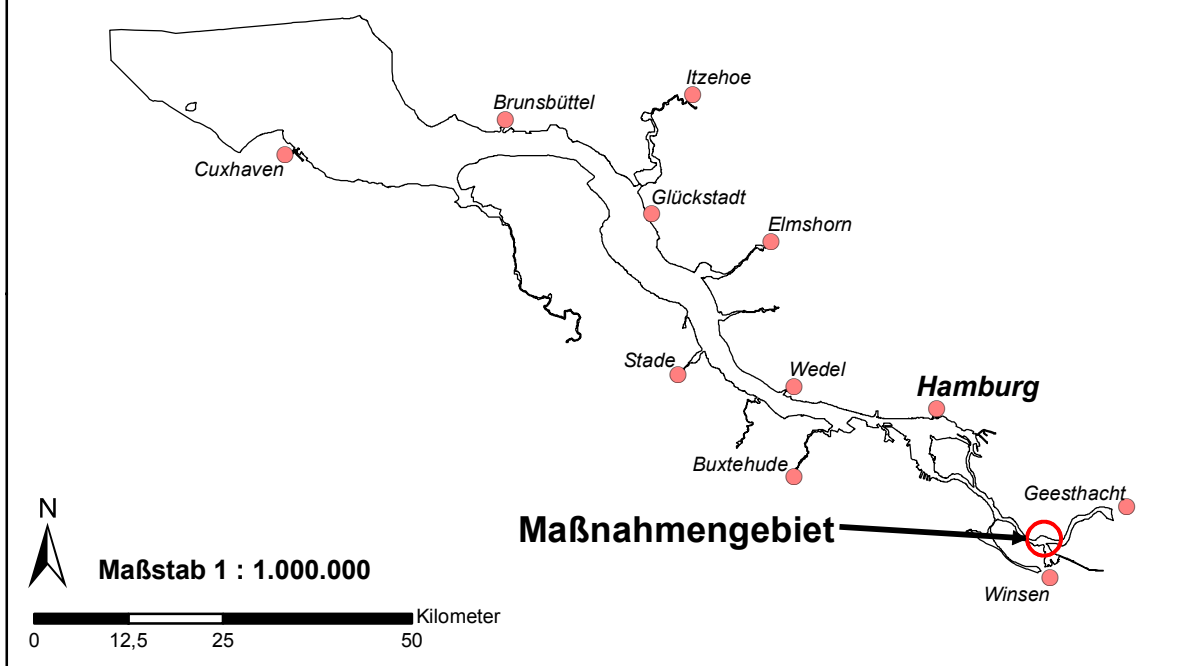 Itzehoe
Brunsbüttel
Cuxhaven
Glückstadt
Elmshorn
Stade
Wedel
Hamburg
Buxtehude
Geesthacht
Maßnahmengebiet
Winsen
N
Maßstab 1 : 1.000.000
Kilometer
0 12,5 25 50